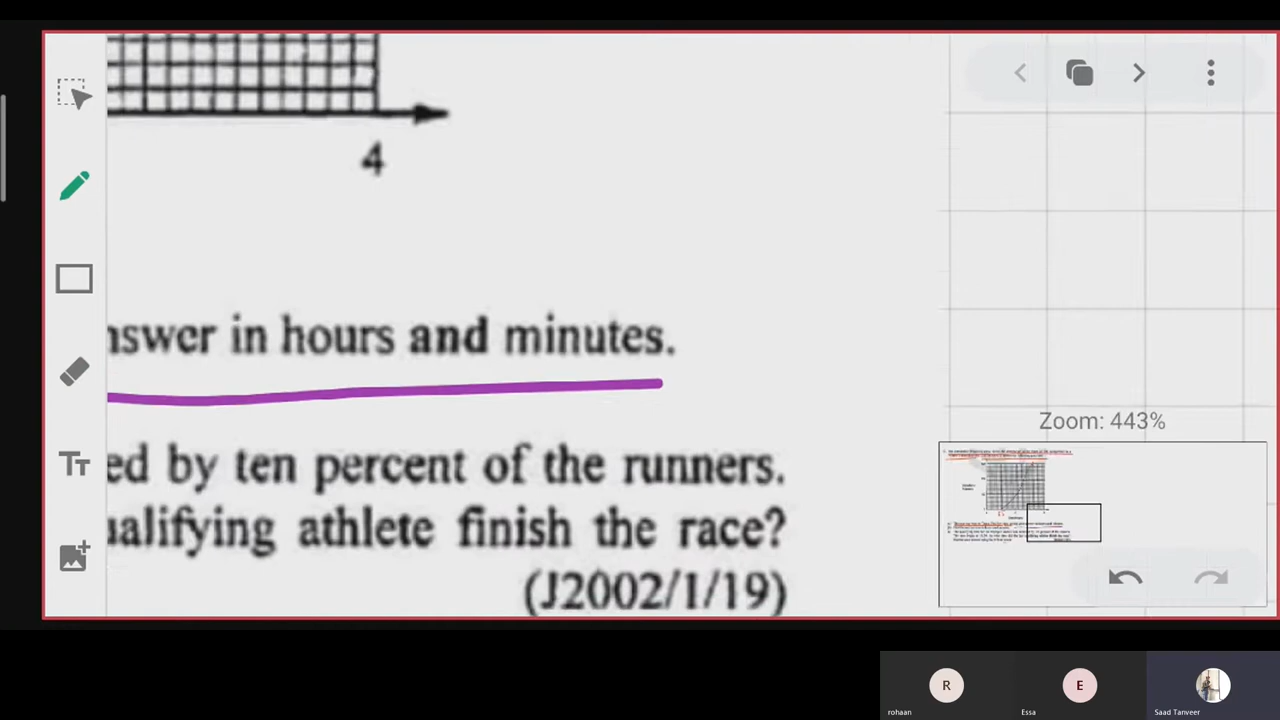 4
nswer in hours and minutes.
ed by ten percent of the runners.
ualifying athlete finish the race?
(J2002/1/19)
Zoom: 443%
TT
R
E
rohaan
Essa
Saad Tanveer